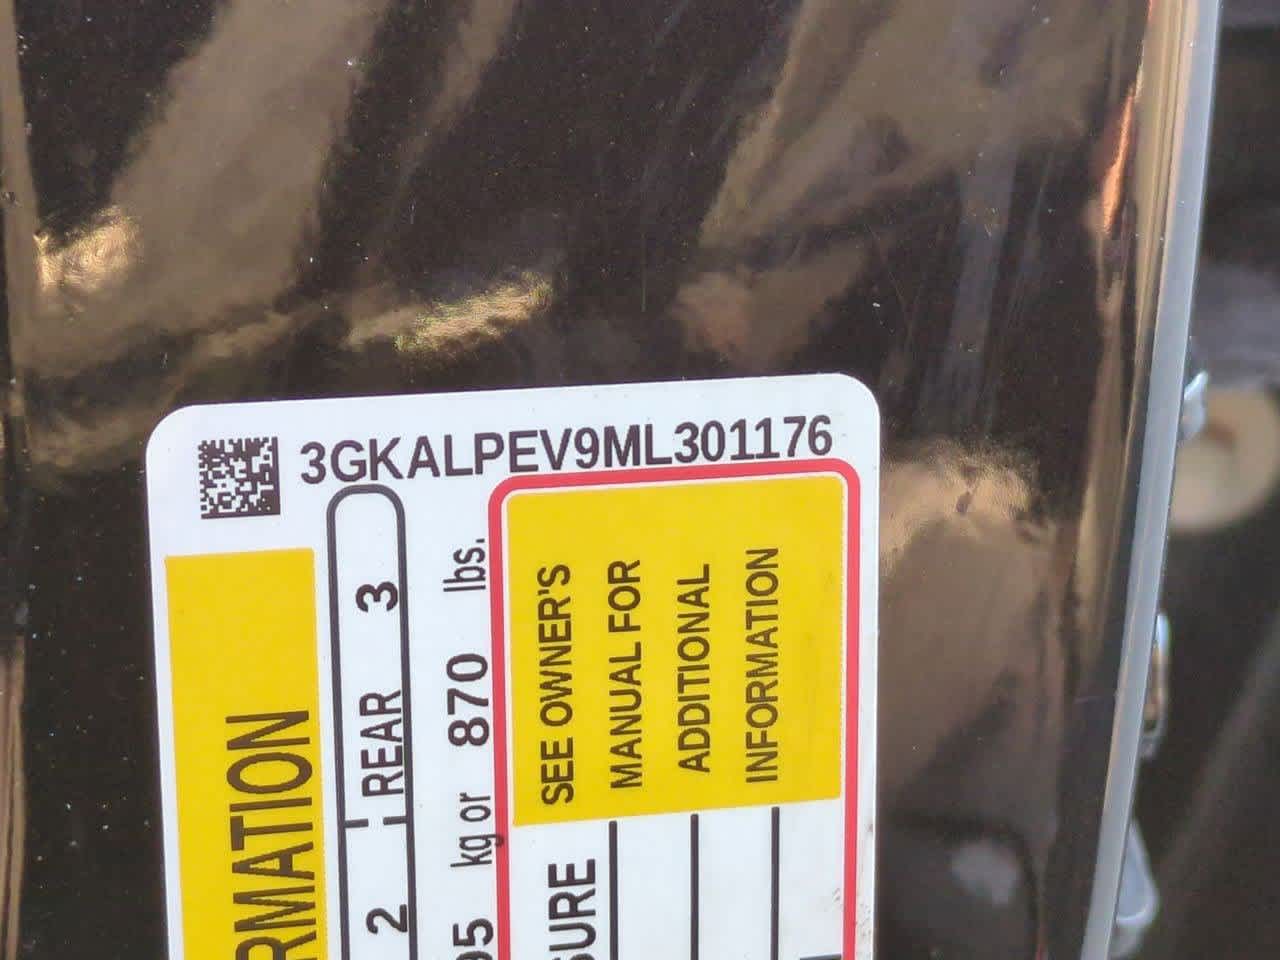 3GKALPEV9ML301176
RMATION
2 REAR 3
95 kg or 870 lbs.
SURE
SEE OWNER'S
MANUAL FOR
ADDITIONAL
INFORMATION